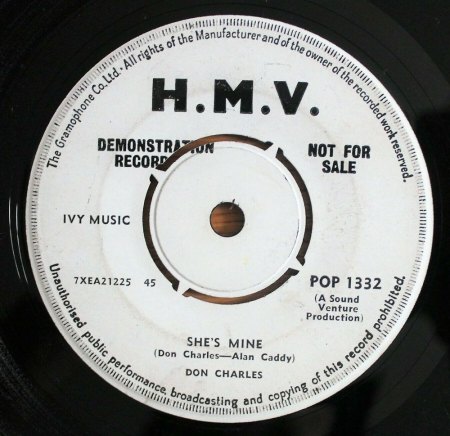 The Gramophone Co. Ltd. · All rights of the Manufacturer and of the owner of the recorded work reserved.
H.M.V.
DEMONSTRATION
RECORD
NOT FOR
SALE
IVY MUSIC
7XEA21225 45
POP 1332
(A Sound
Venture
Production)
SHE'S MINE
(Don Charles—Alan Caddy)
DON CHARLES
Unauthorised public performance, broadcasting and copying of this record prohibited.